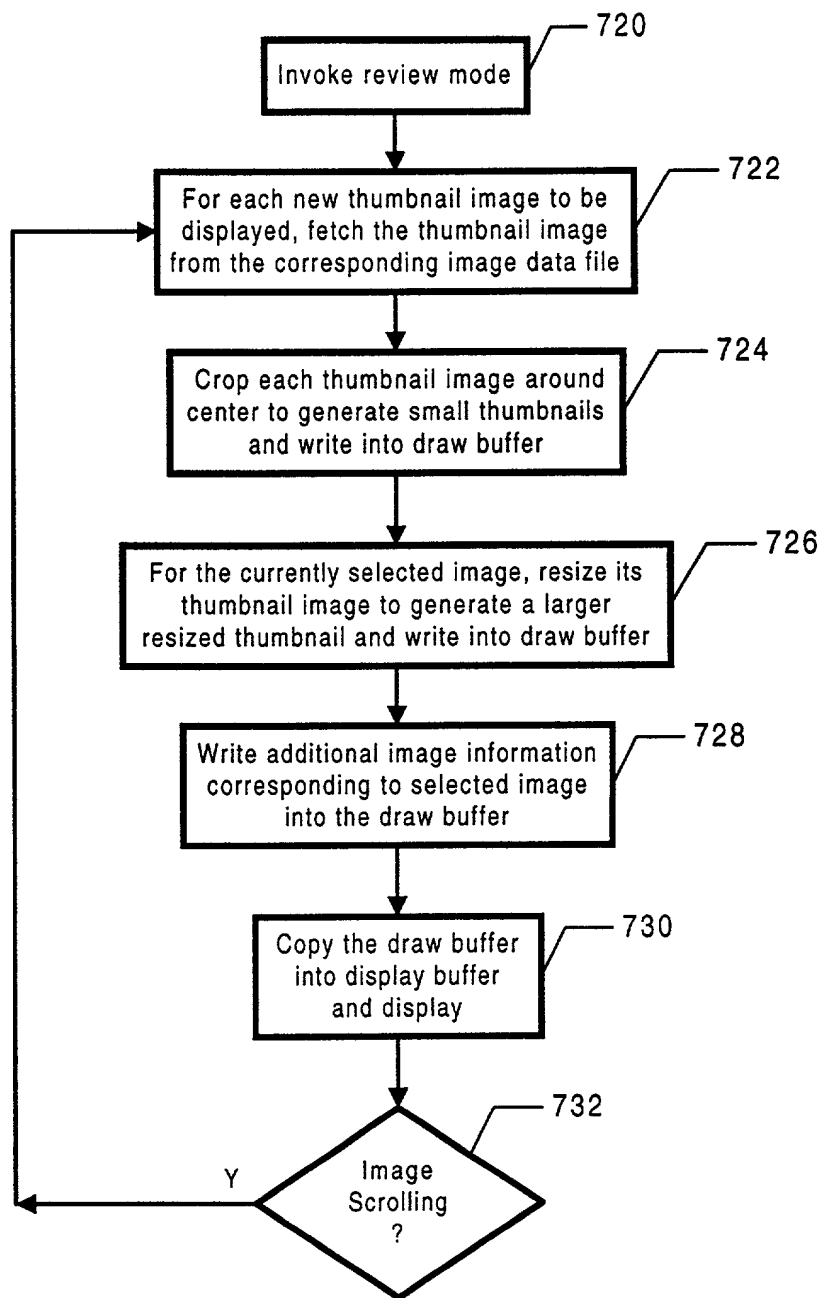 720
Invoke review mode
722
For each new thumbnail image to be
displayed, fetch the thumbnail image
from the corresponding image data file
724
Crop each thumbnail image around
center to generate small thumbnails
and write into draw buffer
726
For the currently selected image, resize its
thumbnail image to generate a larger
resized thumbnail and write into draw buffer
728
Write additional image information
corresponding to selected image
into the draw buffer
730
Copy the draw buffer
into display buffer
and display
732
Y
Image
Scrolling
?